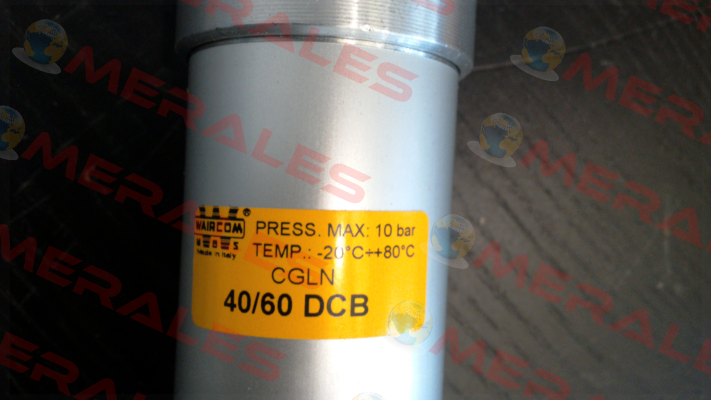 WAIRCOM ®
M B S
Made in Italy
PRESS. MAX: 10 bar
TEMP.: -20°C÷+80°C
CGLN
40/60 DCB
MERALES
MERALES
MERALES
MERALES
MERALES
MERALES